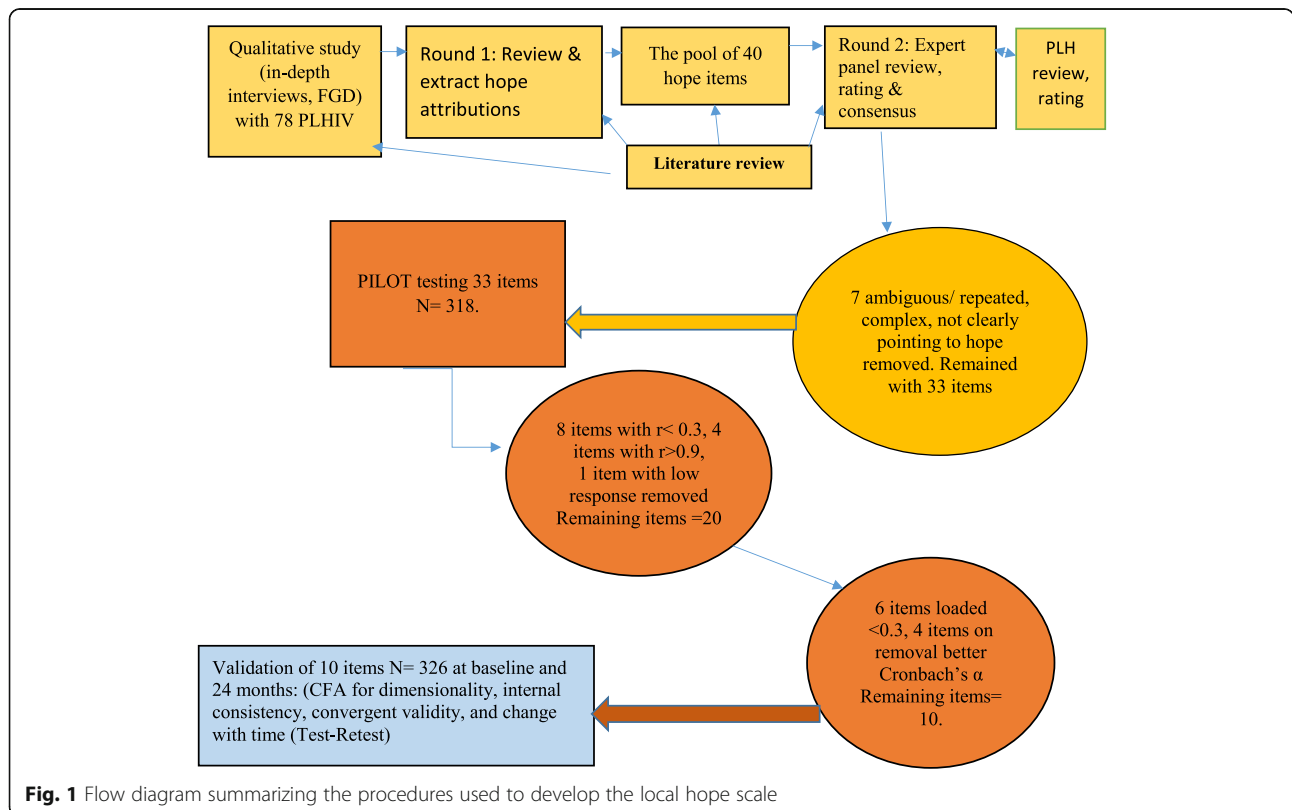 Qualitative study
(in-depth
interviews, FGD)
with 78 PLHIV
Round 1: Review &
extract hope
attributions
The pool of 40
hope items
Round 2: Expert
panel review,
rating &
consensus
PLH
review,
rating
Literature review
PILOT testing 33 items
N= 318.
7 ambiguous/ repeated,
complex, not clearly
pointing to hope
removed. Remained
with 33 items
8 items with r< 0.3, 4
items with r>0.9,
1 item with low
response removed
Remaining items =20
6 items loaded
<0.3, 4 items on
removal better
Cronbach's α
Remaining items=
10.
Validation of 10 items N= 326 at baseline and
24 months: (CFA for dimensionality, internal
consistency, convergent validity, and change
with time (Test-Retest)
Fig. 1 Flow diagram summarizing the procedures used to develop the local hope scale